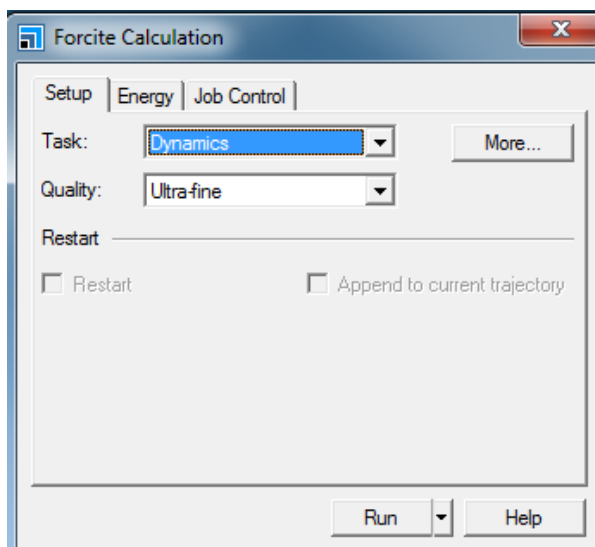 Forcite Calculation
Setup Energy Job Control
Task: Dynamics More...
Quality: Ultra-fine
Restart
Restart Append to current trajectory
Run Help